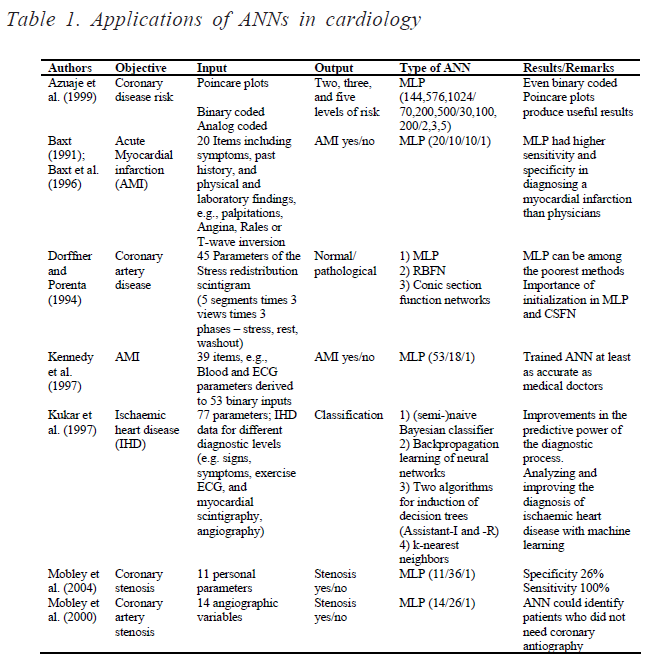 Table 1. Applications of ANNs in cardiology
Authors Objective Input Output Type of ANN Results/Remarks
Azuaje et al. (1999) Coronary disease risk Poincare plots Two, three, and five levels of risk MLP Even binary coded
Binary coded (144,576,1024/ Poincare plots
Analog coded 70,200,500/30,100, produce useful results
200/2,3,5)
Baxt Acute 20 Items including AMI yes/no MLP (20/10/10/1) MLP had higher
(1991); Myocardial symptoms, past sensitivity and
Baxt et al. infarction history, and specificity in
(1996) (AMI) physical and diagnosing a
laboratory findings, myocardial infarction
e.g., palpitations, than physicians
Angina, Rales or
T-wave inversion
Dorffner Coronary 45 Parameters of the Normal/ 1) MLP MLP can be among
and artery Stress redistribution pathological 2) RBFN the poorest methods
Porenta disease scintigram 3) Conic section Importance of
(1994) (5 segments times 3 function networks initialization in MLP
views times 3 and CSFN
phases – stress, rest,
washout)
Kennedy AMI 39 items, e.g., AMI yes/no MLP (53/18/1) Trained ANN at least
et al. Blood and ECG as accurate as
(1997) parameters derived medical doctors
to 53 binary inputs
Kukar et Ischaemic 77 parameters; IHD Classification 1) (semi-)naive Improvements in the
al. (1997) heart disease data for different Bayesian classifier predictive power of
(IHD) diagnostic levels 2) Backpropagation the diagnostic
(e.g. signs, learning of neural process.
symptoms, exercise networks Analyzing and
ECG, and 3) Two algorithms improving the
myocardial for induction of diagnosis of
scintigraphy, decision trees ischaemic heart
angiography) (Assistant-I and -R) disease with machine
4) k-nearest learning
neighbors
Mobley et Coronary 11 personal Stenosis MLP (11/36/1) Specificity 26%
al. (2004) stenosis parameters yes/no Sensitivity 100%
Mobley et Coronary 14 angiographic Stenosis MLP (14/26/1) ANN could identify
al. (2000) artery variables yes/no patients who did not
stenosis need coronary
antiography